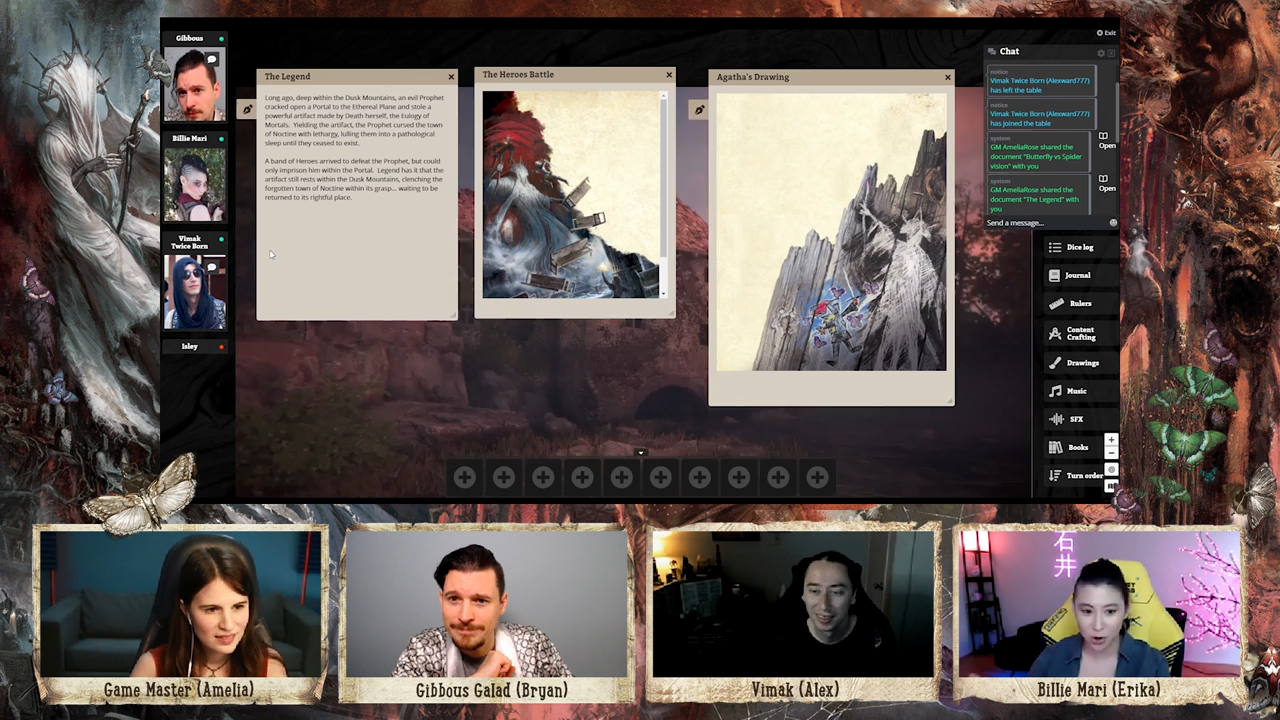 Exit
Gibbous
Billie Mari
Vimak
Twice Born
Isley
The Legend
Long ago, deep within the Dusk Mountains, an evil Prophet
cracked open a Portal to the Ethereal Plane and stole a
powerful artifact made by Death herself, the Eulogy of
Mortals. Yielding the artifact, the Prophet cursed the town
of Noctine with lethargy, lulling them into a pathological
sleep until they ceased to exist.
A band of Heroes arrived to defeat the Prophet, but could
only imprison him within the Portal. Legend has it that the
artifact still rests within the Dusk Mountains, clenching the
forgotten town of Noctine within its grasp... waiting to be
returned to its rightful place.
The Heroes Battle
Agatha's Drawing
Chat
notice
Vimak Twice Born (Alexward777)
has left the table
notice
Vimak Twice Born (Alexward777)
has joined the table
system
GM AmeliaRose shared the
document "Butterfly vs Spider
vision" with you
Open
system
GM AmeliaRose shared the
document "The Legend" with
you
Open
Send a message...
Dice log
Journal
Rulers
Content
Crafting
Drawings
Music
SFX
Books
Turn order
石
井
Game Master (Amelia)
Gibbous Galad (Bryan)
Vimak (Alex)
Billie Mari (Erika)